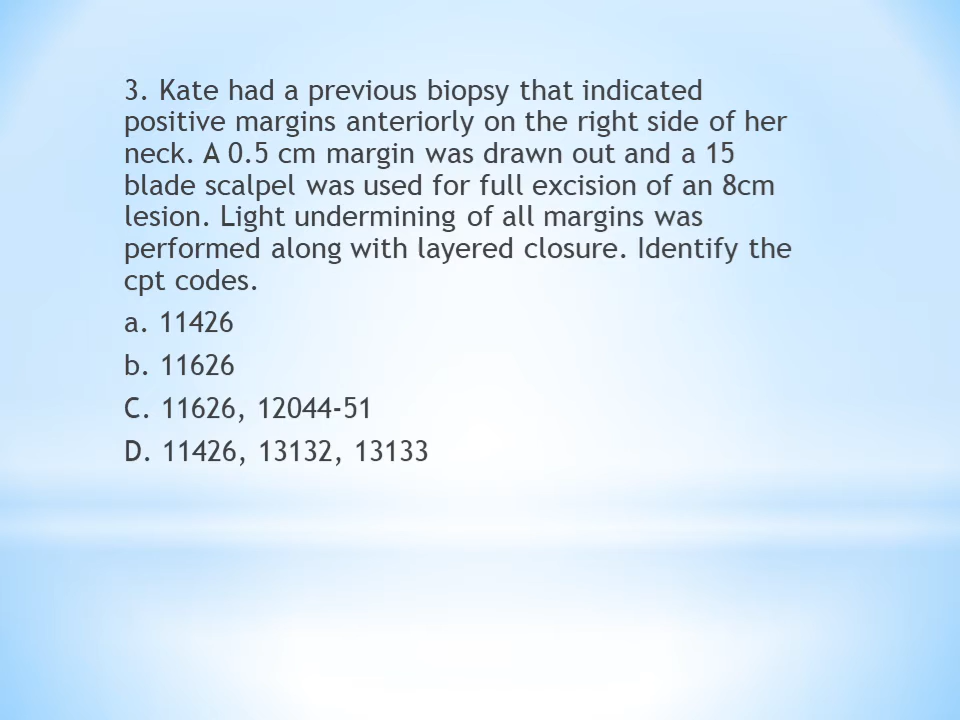 3. Kate had a previous biopsy that indicated
positive margins anteriorly on the right side of her
neck. A 0.5 cm margin was drawn out and a 15
blade scalpel was used for full excision of an 8cm
lesion. Light undermining of all margins was
performed along with layered closure. Identify the
cpt codes.
a. 11426
b. 11626
C. 11626, 12044-51
D. 11426, 13132, 13133